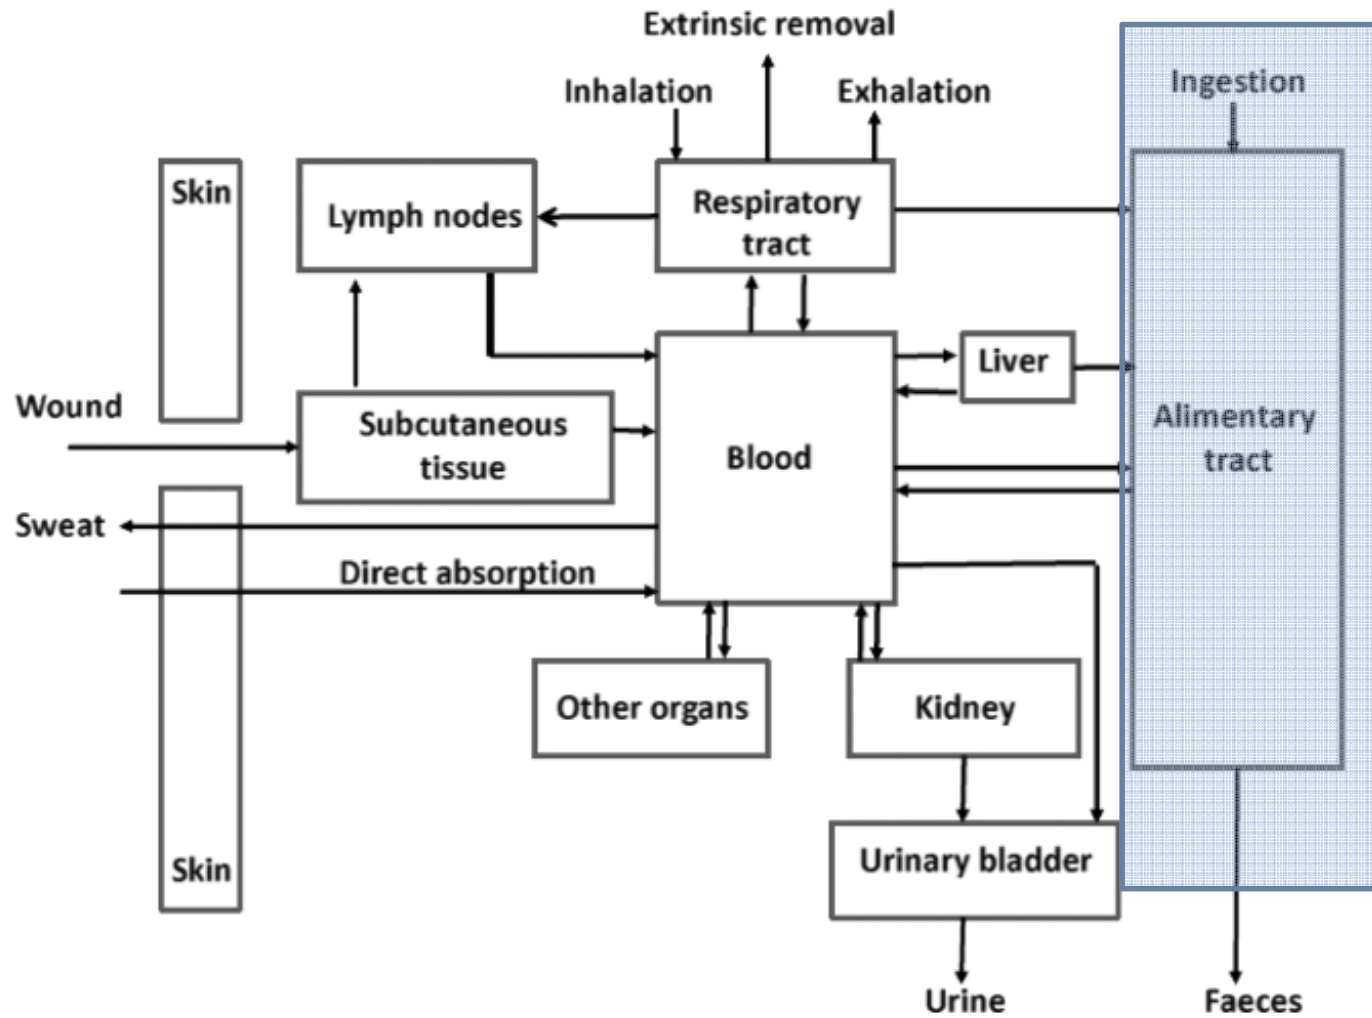 Extrinsic removal
Inhalation
Exhalation
Ingestion
Skin
Lymph nodes
Respiratory
tract
Liver
Wound
Subcutaneous
tissue
Blood
Alimentary
tract
Sweat
Direct absorption
Other organs
Kidney
Skin
Urinary bladder
Urine
Faeces